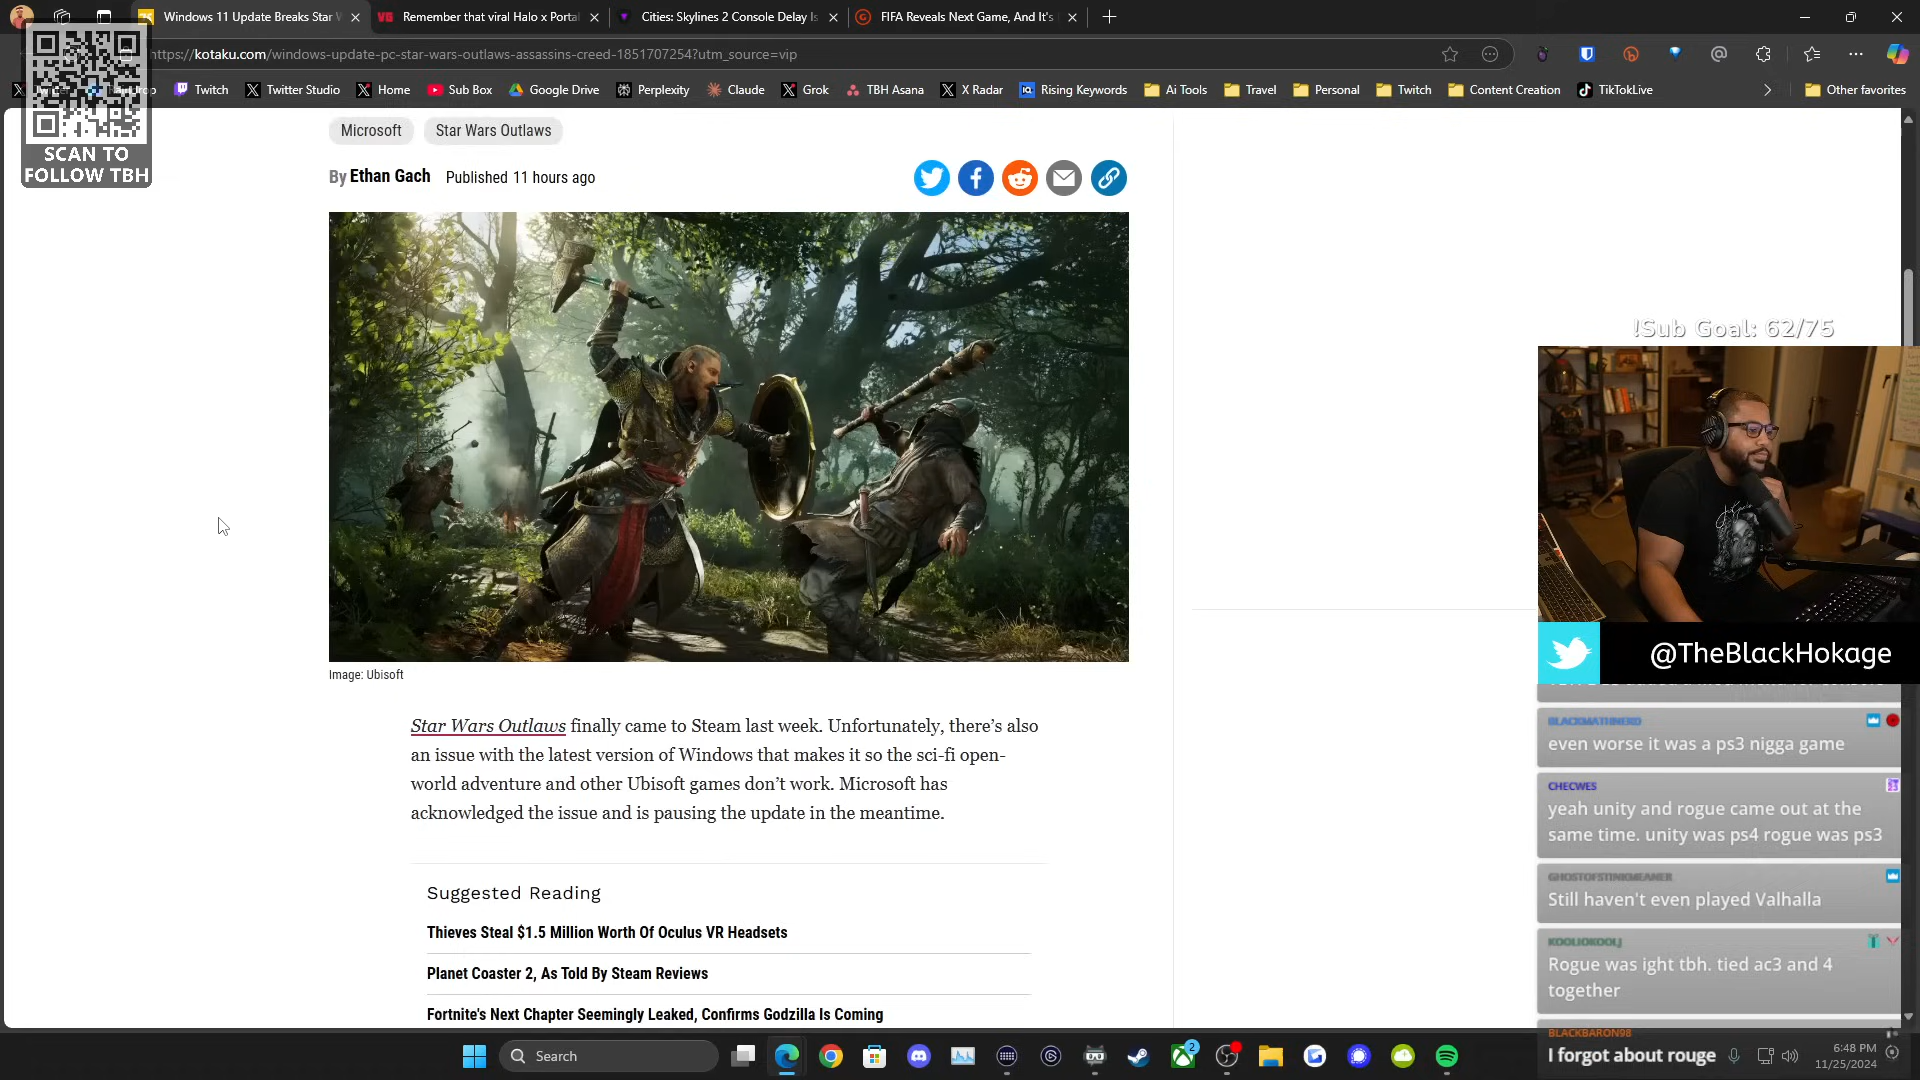 Windows 11 Update Breaks Star W
Remember that viral Halo x Portal
Cities: Skylines 2 Console Delay Is
FIFA Reveals Next Game, And It's
https://kotaku.com/windows-update-pc-star-wars-outlaws-assassins-creed-1851707254?utm_source=vip
Twitch
Twitter Studio
Home
Sub Box
Google Drive
Perplexity
Claude
Grok
TBH Asana
X Radar
Rising Keywords
Ai Tools
Travel
Personal
Twitch
Content Creation
TikTokLive
Other favorites
SCAN TO
FOLLOW TBH
Microsoft
Star Wars Outlaws
By Ethan Gach Published 11 hours ago
Image: Ubisoft
Star Wars Outlaws finally came to Steam last week. Unfortunately, there's also
an issue with the latest version of Windows that makes it so the sci-fi open-
world adventure and other Ubisoft games don't work. Microsoft has
acknowledged the issue and is pausing the update in the meantime.
Suggested Reading
Thieves Steal $1.5 Million Worth Of Oculus VR Headsets
Planet Coaster 2, As Told By Steam Reviews
Fortnite's Next Chapter Seemingly Leaked, Confirms Godzilla Is Coming
!Sub Goal: 62/75
@TheBlackHokage
BLACKMATHNERD
even worse it was a ps3 nigga game
CHECWES
yeah unity and rogue came out at the
same time. unity was ps4 rogue was ps3
GHOSTOFSTINKMEANER
Still haven't even played Valhalla
KOOLIOKOOLJ
Rogue was ight tbh. tied ac3 and 4
together
BLACKBARON98
I forgot about rouge
Search
2
6:48 PM
11/25/2024